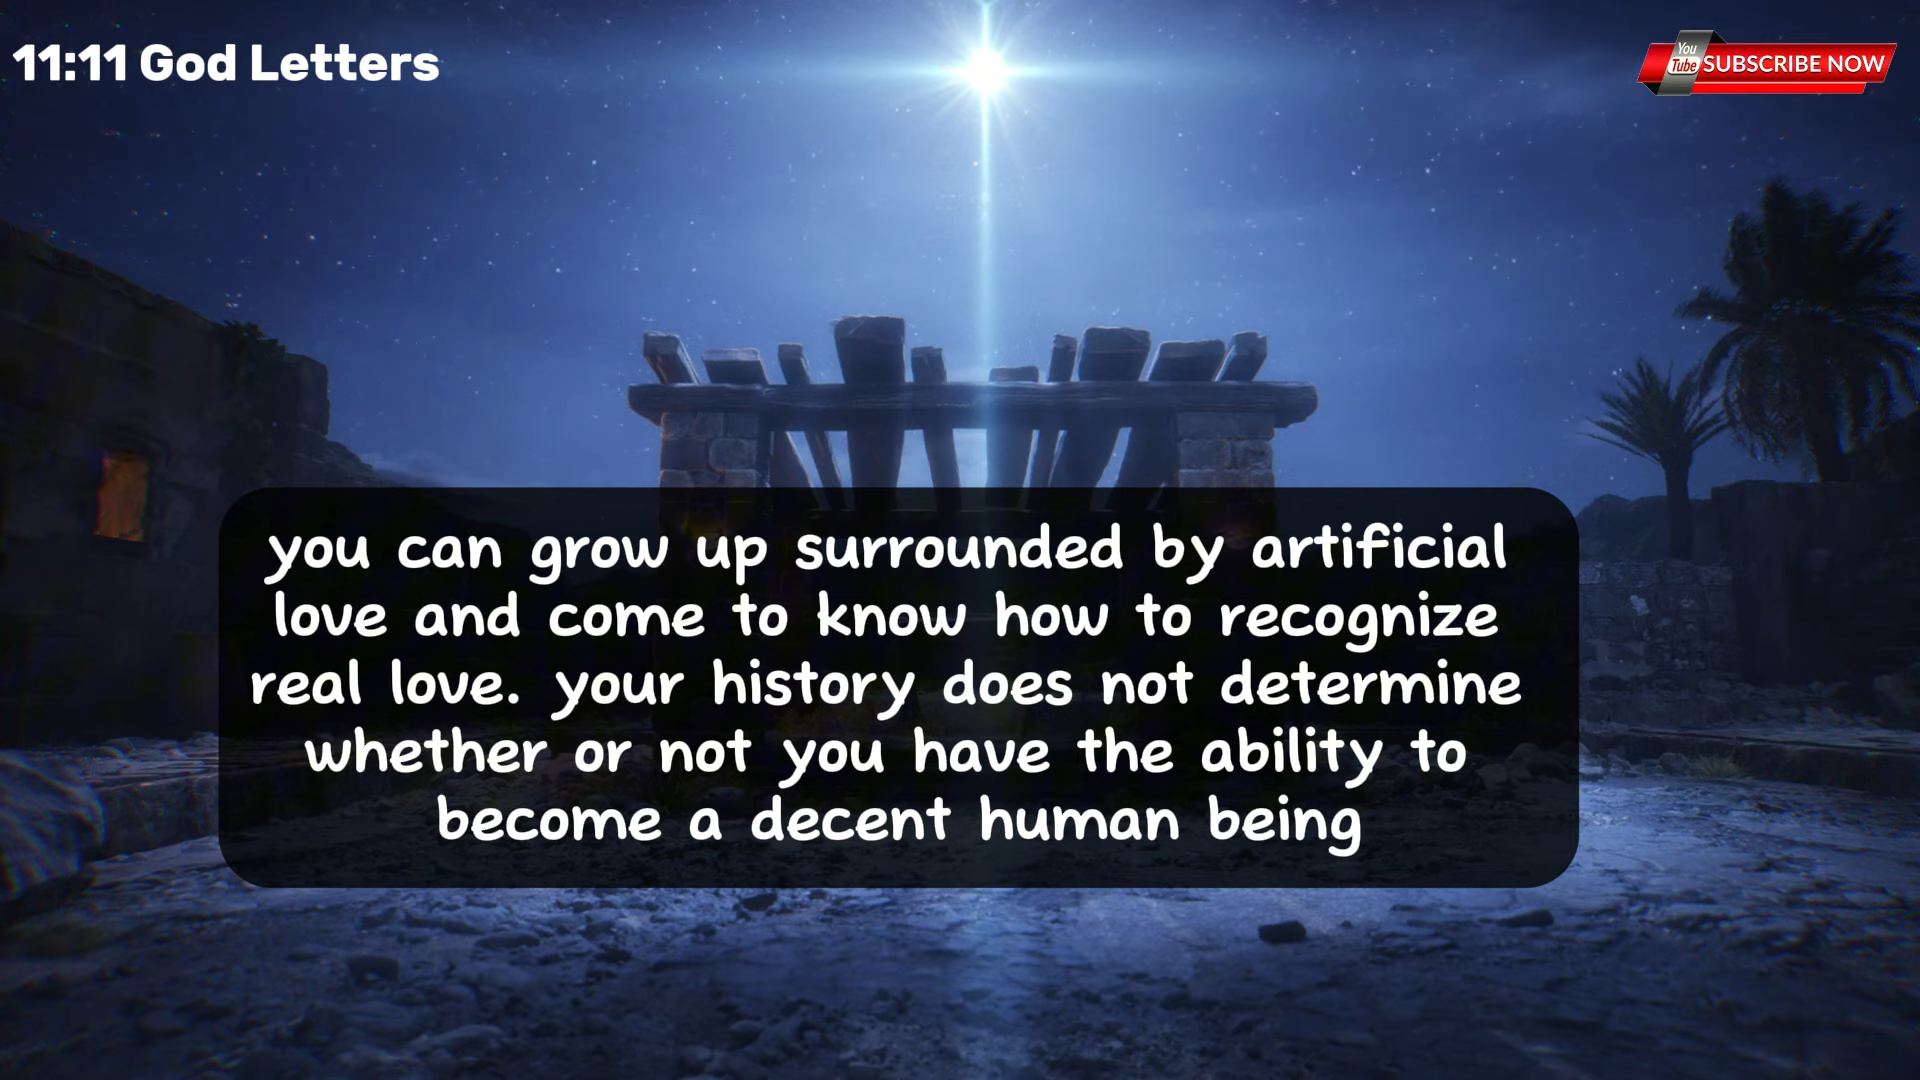 11:11 God Letters
You
Tube
SUBSCRIBE NOW
you can grow up surrounded by artificial
love and come to know how to recognize
real love. your history does not determine
whether or not you have the ability to
become a decent human being